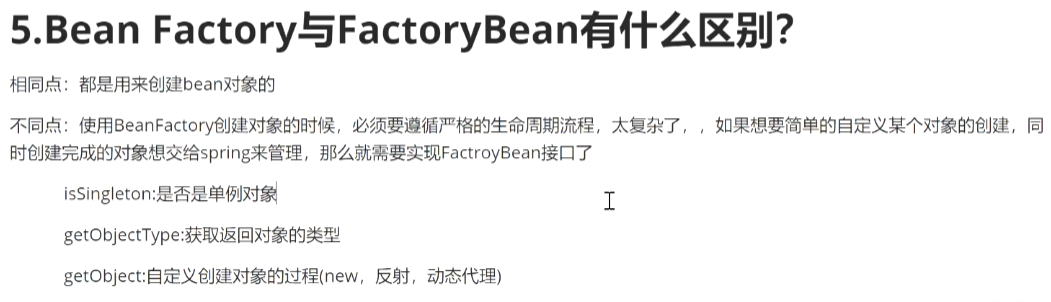 5.Bean Factory与FactoryBean有什么区别?
相同点：都是用来创建bean对象的
不同点：使用BeanFactory创建对象的时候，必须要遵循严格的生命周期流程，太复杂了，，如果想要简单的自定义某个对象的创建，同
时创建完成的对象想交给spring来管理，那么就需要实现FactroyBean接口了
isSingleton:是否是单例对象
getObjectType:获取返回对象的类型
getObject:自定义创建对象的过程(new，反射，动态代理)